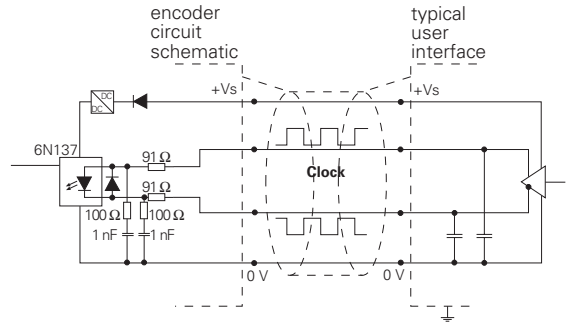 encoder
circuit
schematic
typical
user
interface
DC
DC
+Vs
+Vs
6N137
91 Ω
Clock
91 Ω
100 Ω
100 Ω
1 nF
1 nF
0 V
0 V